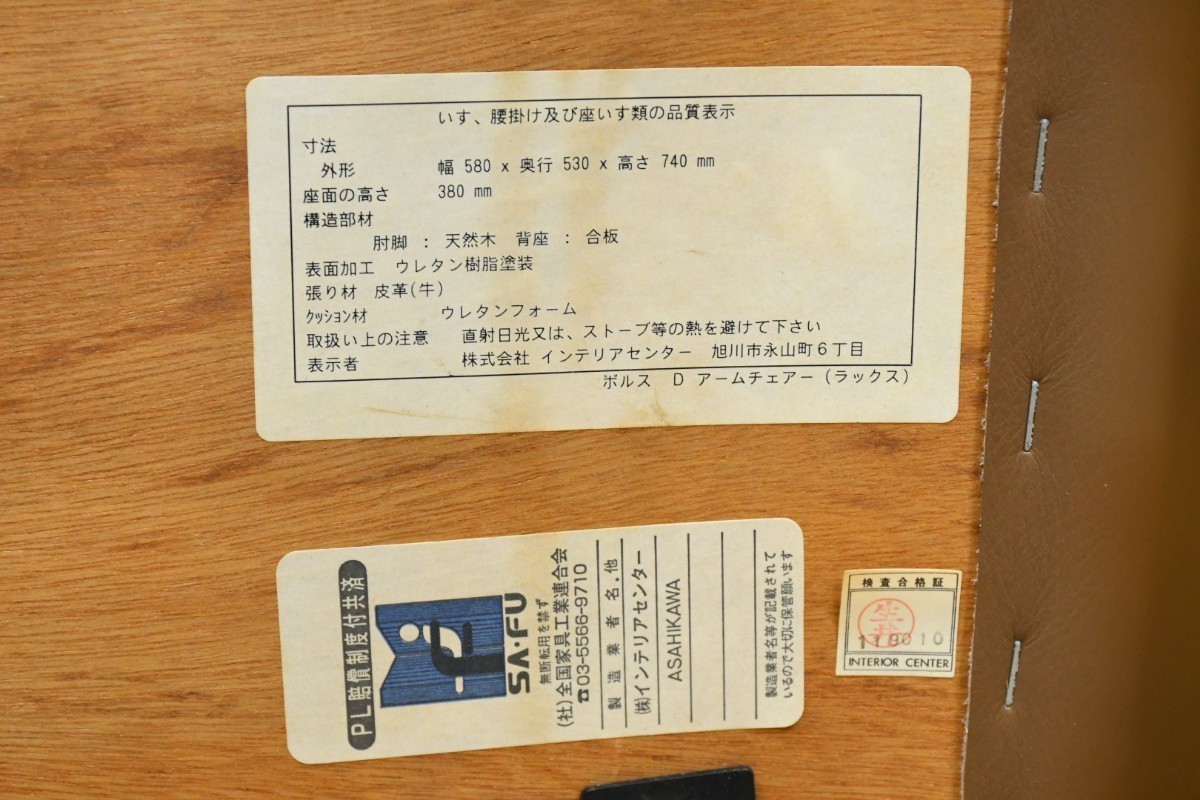 いす、腰掛け及び座いす類の品質表示
寸法
外形 幅 580 x 奥行 530 x 高さ 740 mm
座面の高さ 380 mm
構造部材
肘脚 : 天然木 背座 : 合板
表面加工 ウレタン樹脂塗装
張り材 皮革(牛)
クッション材 ウレタンフォーム
取扱い上の注意 直射日光又は、ストーブ等の熱を避けて下さい
表示者 株式会社 インテリアセンター 旭川市永山町6丁目
ボルス D アームチェアー (ラックス)
PL賠償制度付共済
SA・FU
無断転用を禁ず
(社)全国家具工業連合会
☎03-5566-9710
製造業者名.他
(株)インテリアセンター
ASAHIKAWA
製造業者名等が記載されて
いるので大切に保管願います
検査合格証
INTERIOR CENTER